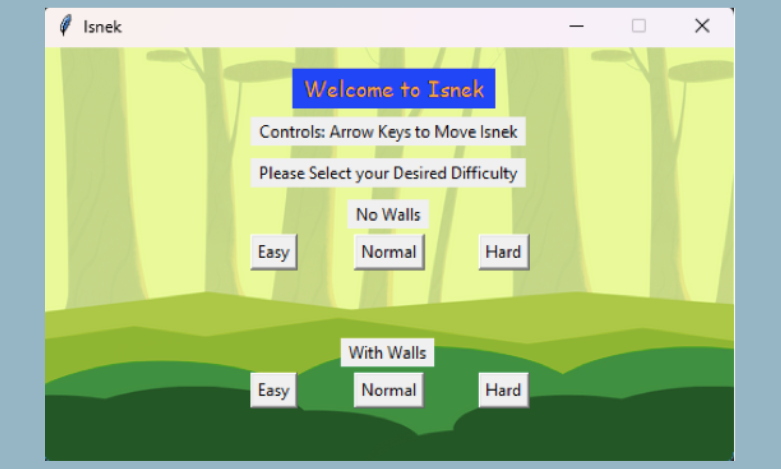 Isnek
Welcome to Isnek
Controls: Arrow Keys to Move Isnek
Please Select your Desired Difficulty
No Walls
Easy Normal Hard
With Walls
Easy Normal Hard